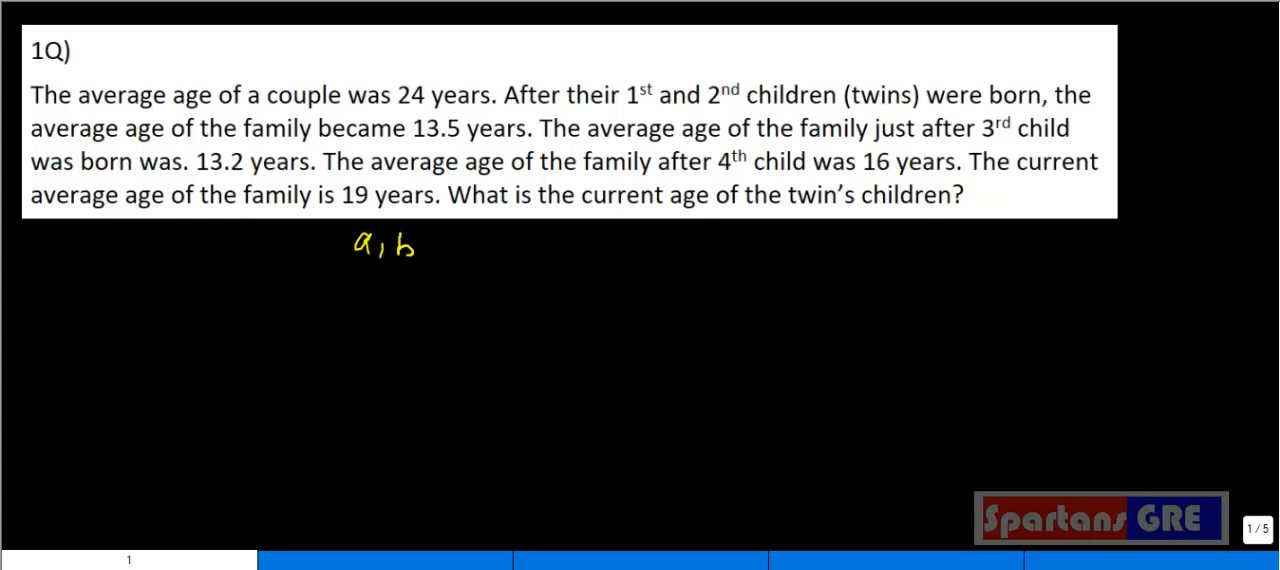 1Q)
The average age of a couple was 24 years. After their 1st and 2nd children (twins) were born, the
average age of the family became 13.5 years. The average age of the family just after 3rd child
was born was. 13.2 years. The average age of the family after 4th child was 16 years. The current
average age of the family is 19 years. What is the current age of the twin’s children?
a, b
Spartans GRE
1 / 5
1